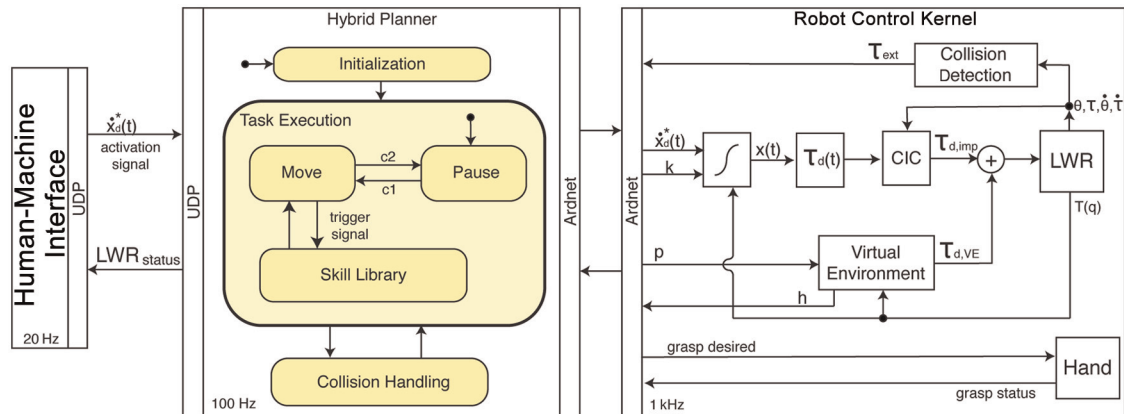 Human-Machine
Interface
20 Hz
UDP
ẋ*d(t)
activation
signal
LWR status
UDP
Hybrid Planner
Initialization
Task Execution
Move
c2
c1
Pause
trigger
signal
Skill Library
Collision Handling
100 Hz
Ardnet
Ardnet
Robot Control Kernel
τext
Collision
Detection
θ,τ,θ̇,τ̇
ẋ*d(t)
k
∫
x(t)
τd(t)
CIC
τd,imp
+
LWR
T(q)
p
Virtual
Environment
τd,VE
h
grasp desired
Hand
grasp status
1 kHz